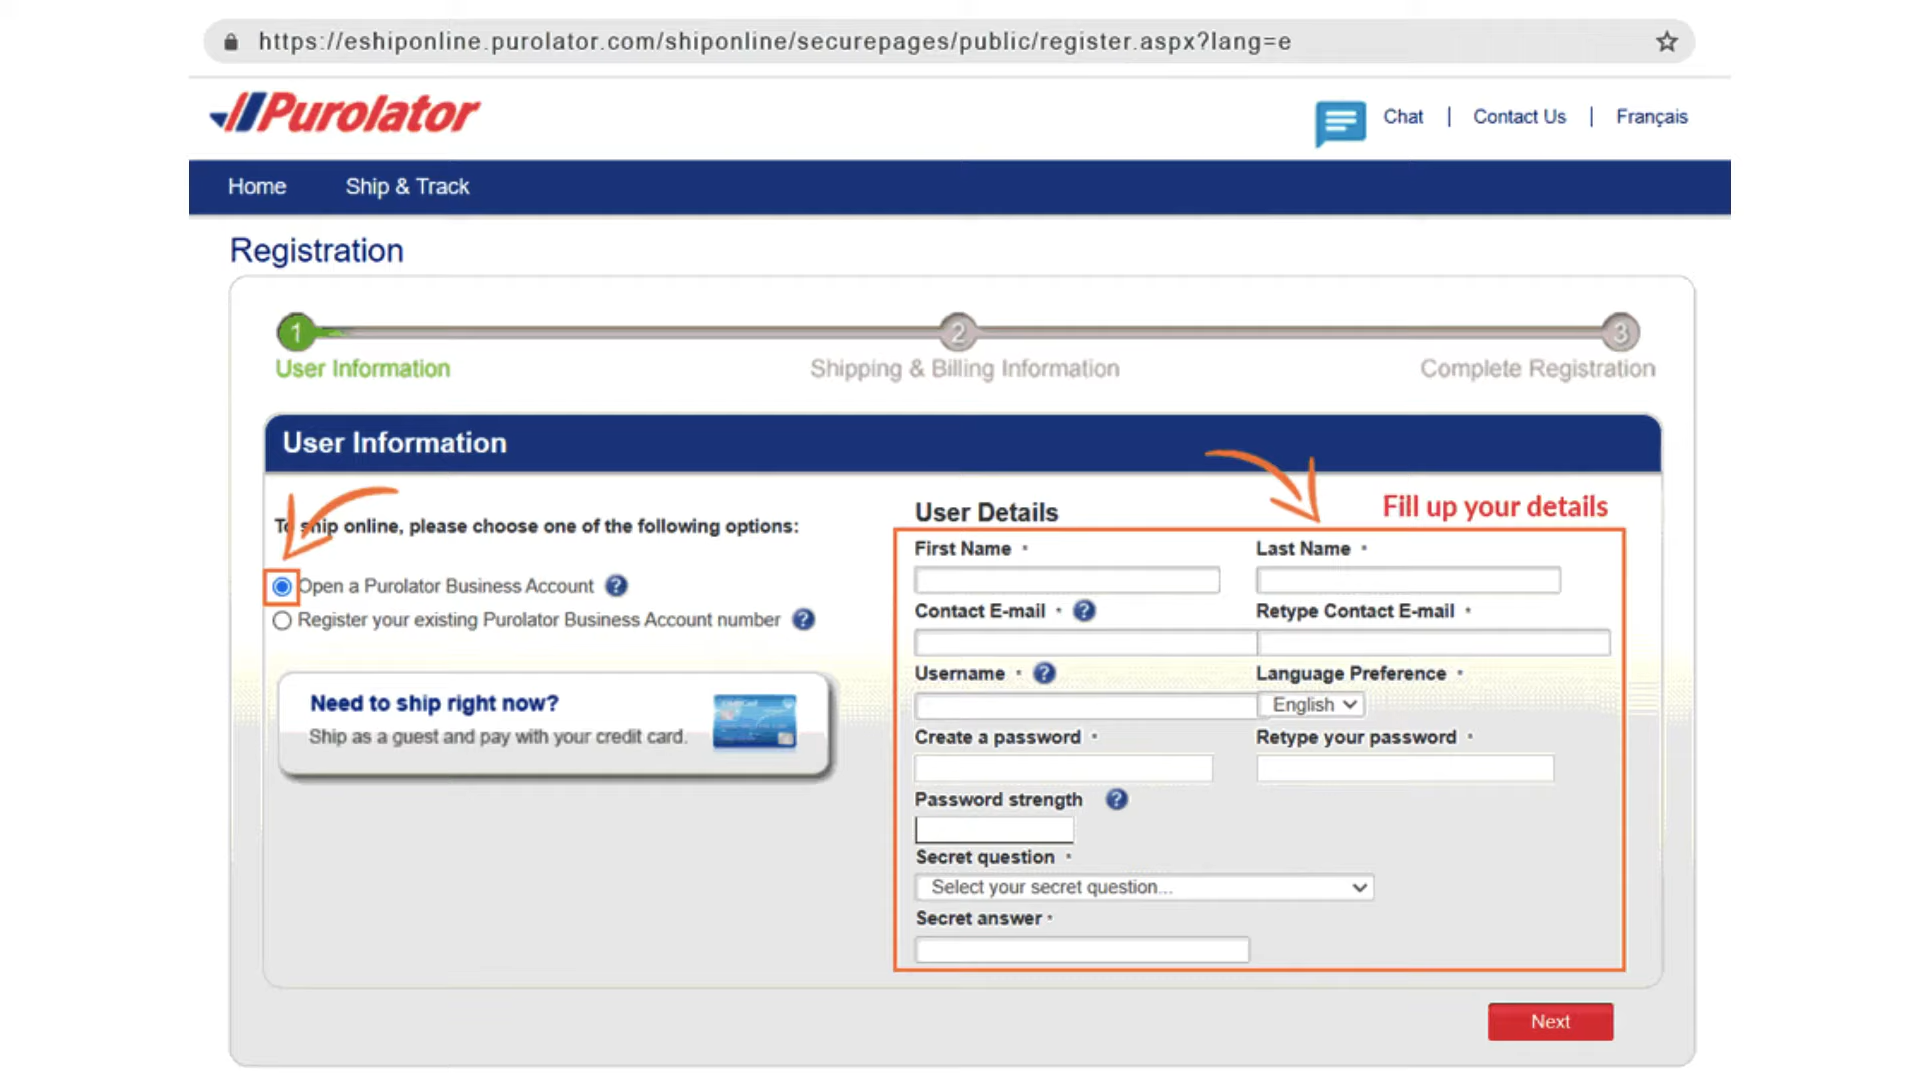 https://eshiponline.purolator.com/shiponline/securepages/public/register.aspx?lang=e
Purolator
Chat | Contact Us | Français
Home Ship & Track
Registration
1 2 3
User Information Shipping & Billing Information Complete Registration
User Information
To ship online, please choose one of the following options:
Open a Purolator Business Account ?
Register your existing Purolator Business Account number ?
Need to ship right now?
Ship as a guest and pay with your credit card.
User Details
Fill up your details
First Name * Last Name *
Contact E-mail * ? Retype Contact E-mail *
Username * ? Language Preference *
English
Create a password * Retype your password *
Password strength ?
Secret question *
Select your secret question...
Secret answer *
Next